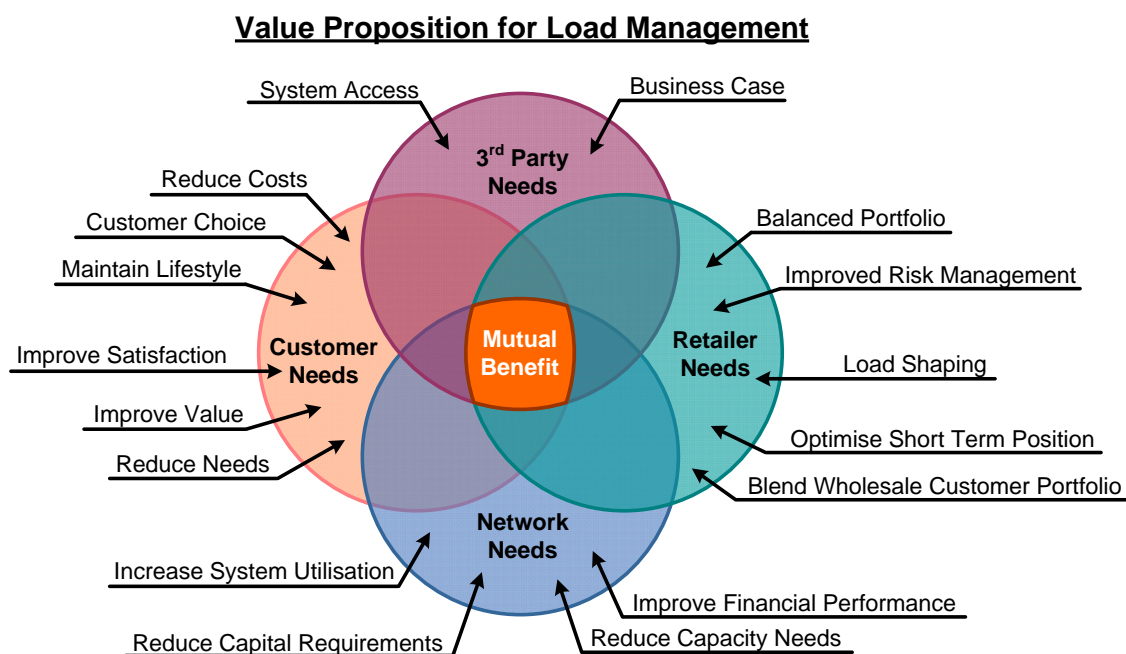 Value Proposition for Load Management
System Access
Business Case
3rd Party
Needs
Reduce Costs
Customer Choice
Maintain Lifestyle
Improve Satisfaction
Improve Value
Reduce Needs
Customer
Needs
Mutual
Benefit
Retailer
Needs
Balanced Portfolio
Improved Risk Management
Load Shaping
Optimise Short Term Position
Blend Wholesale Customer Portfolio
Network
Needs
Increase System Utilisation
Reduce Capital Requirements
Improve Financial Performance
Reduce Capacity Needs